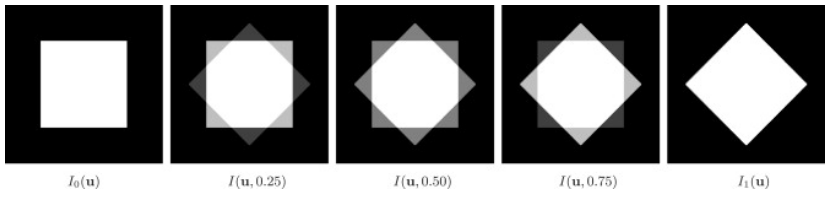 I₀(u) I(u, 0.25) I(u, 0.50) I(u, 0.75) I₁(u)